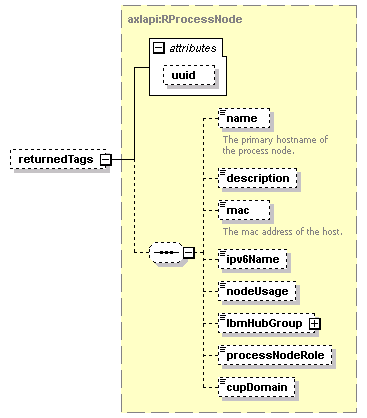 axlapi:RProcessNode
attributes
uuid
returnedTags
name
The primary hostname of
the process node.
description
mac
The mac address of the host.
ipv6Name
nodeUsage
lbmHubGroup
processNodeRole
cupDomain